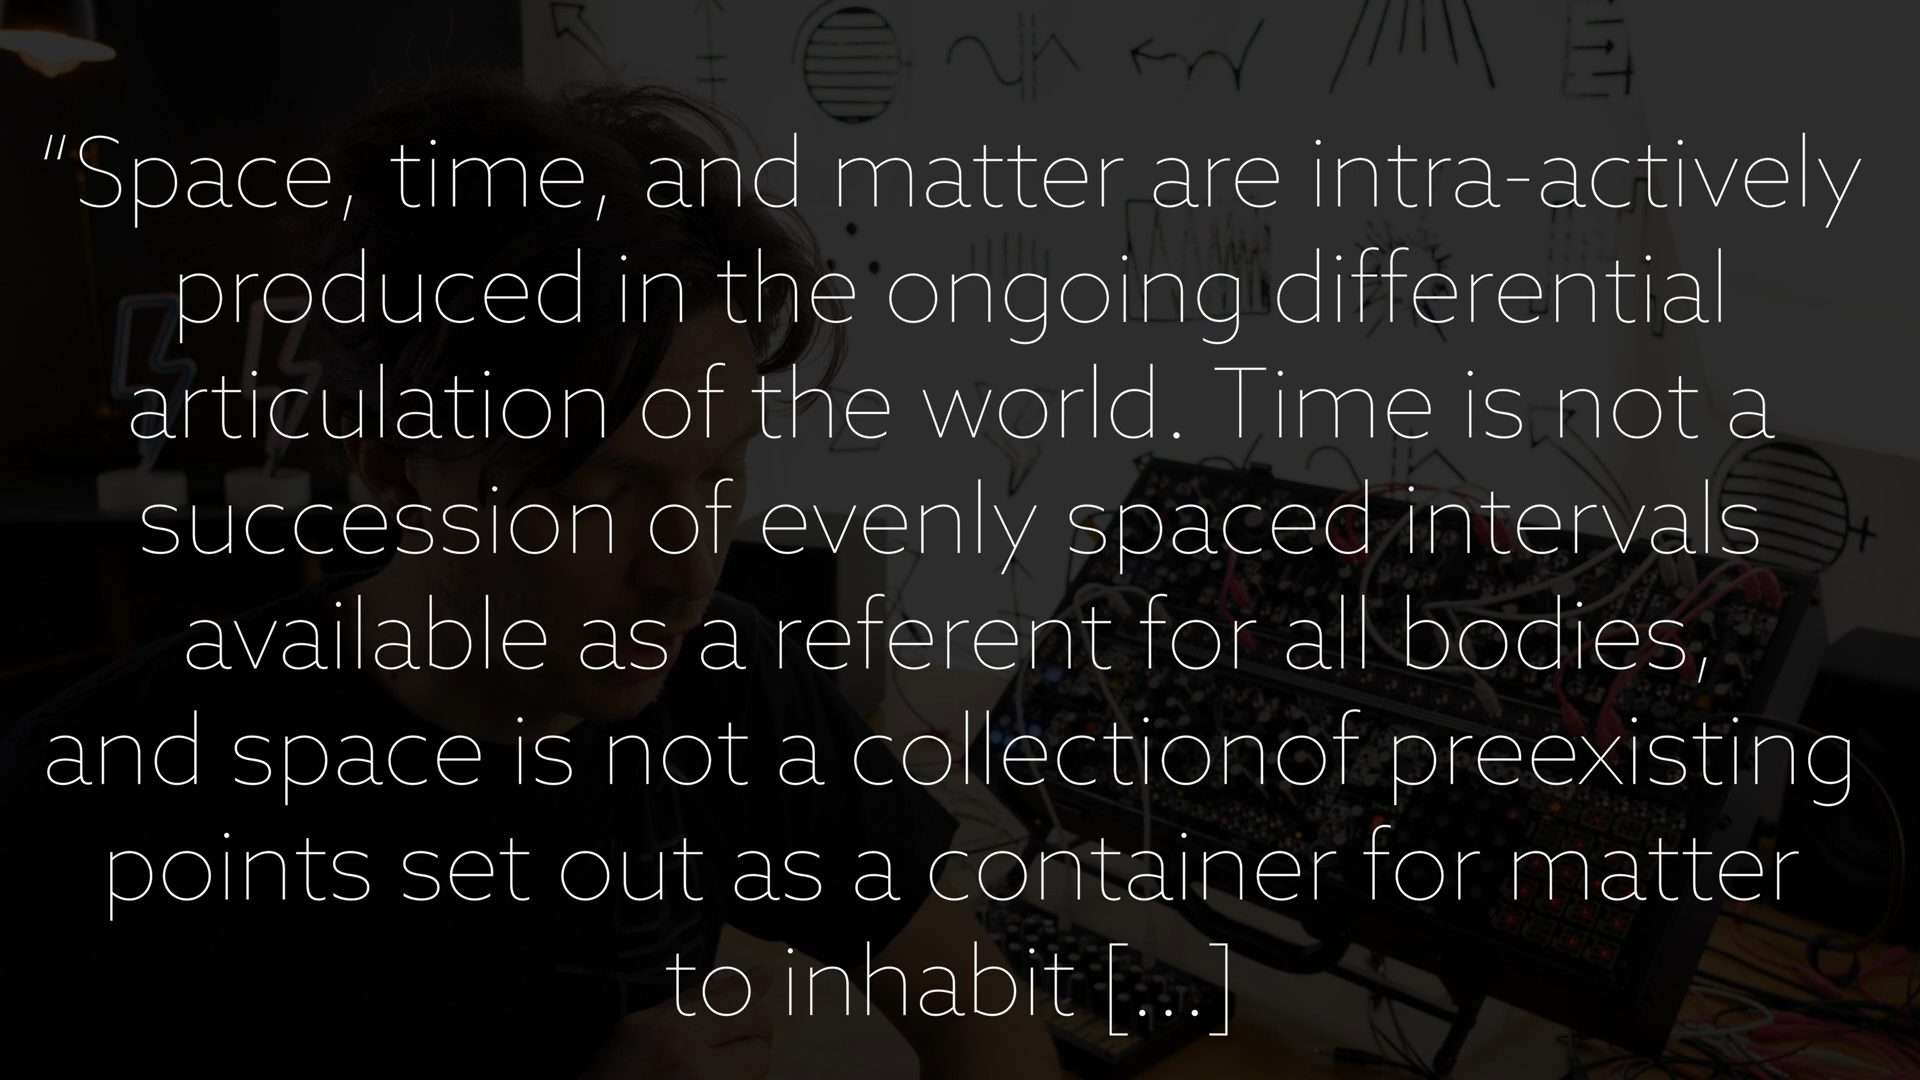 “Space, time, and matter are intra-actively
produced in the ongoing differential
articulation of the world. Time is not a
succession of evenly spaced intervals
available as a referent for all bodies,
and space is not a collectionof preexisting
points set out as a container for matter
to inhabit [...]